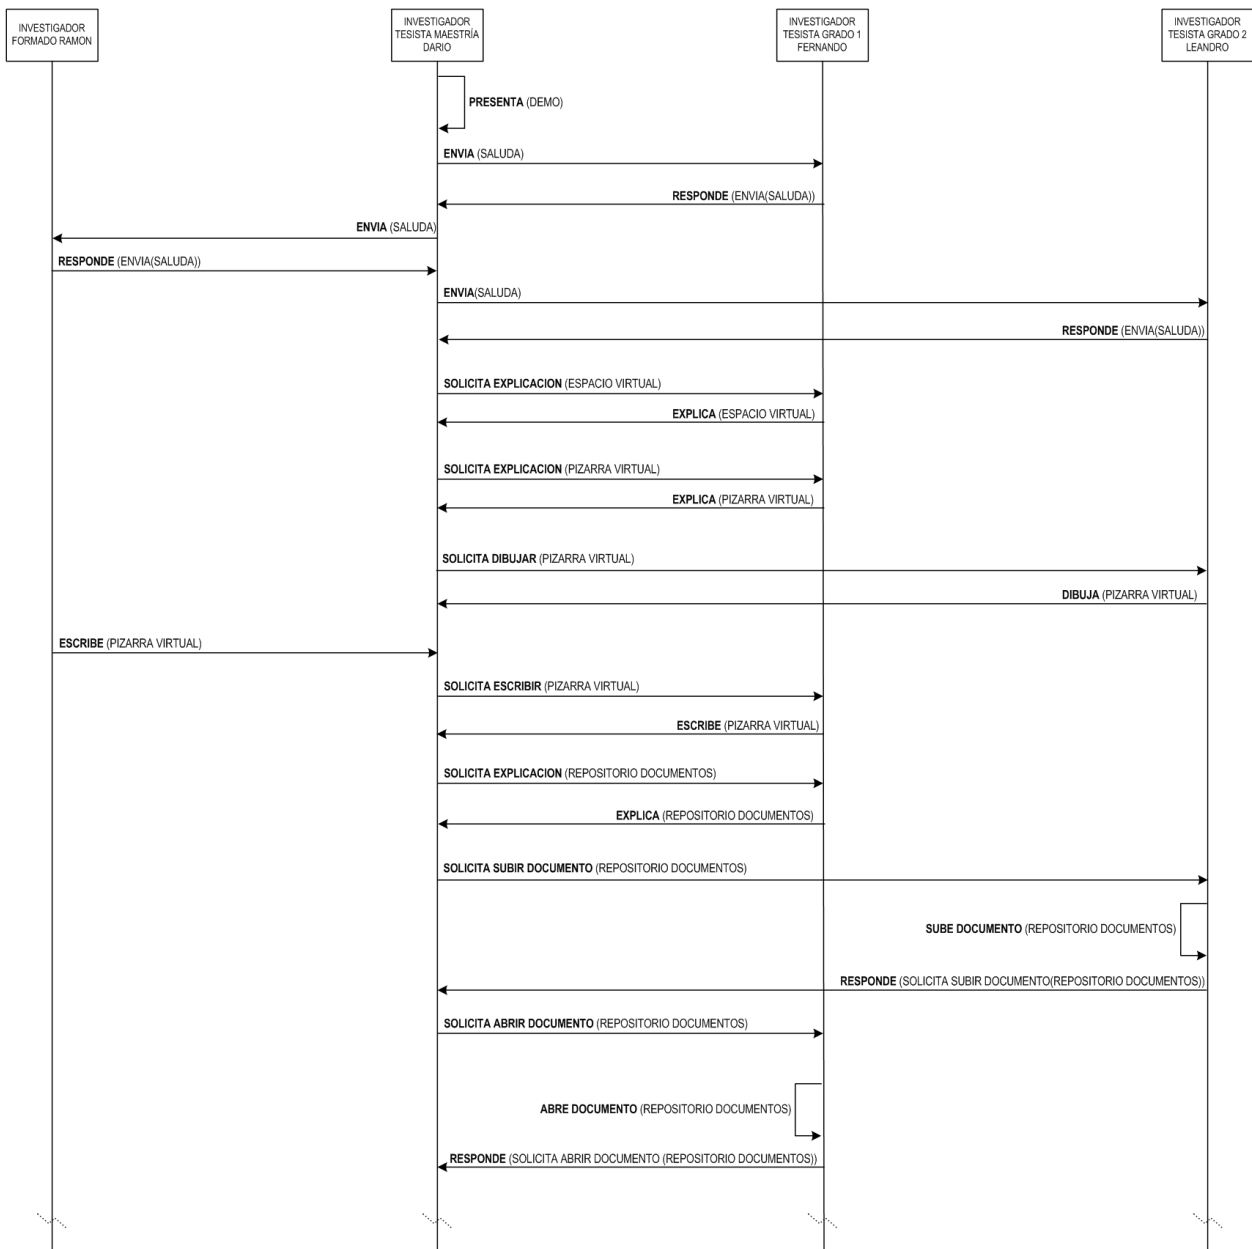 INVESTIGADOR
FORMADO RAMON
INVESTIGADOR
TESISTA MAESTRÍA
DARIO
INVESTIGADOR
TESISTA GRADO 1
FERNANDO
INVESTIGADOR
TESISTA GRADO 2
LEANDRO
PRESENTA (DEMO)
ENVIA (SALUDA)
RESPONDE (ENVIA(SALUDA))
ENVIA (SALUDA)
RESPONDE (ENVIA(SALUDA))
ENVIA(SALUDA)
RESPONDE (ENVIA(SALUDA))
SOLICITA EXPLICACION (ESPACIO VIRTUAL)
EXPLICA (ESPACIO VIRTUAL)
SOLICITA EXPLICACION (PIZARRA VIRTUAL)
EXPLICA (PIZARRA VIRTUAL)
SOLICITA DIBUJAR (PIZARRA VIRTUAL)
DIBUJA (PIZARRA VIRTUAL)
ESCRIBE (PIZARRA VIRTUAL)
SOLICITA ESCRIBIR (PIZARRA VIRTUAL)
ESCRIBE (PIZARRA VIRTUAL)
SOLICITA EXPLICACION (REPOSITORIO DOCUMENTOS)
EXPLICA (REPOSITORIO DOCUMENTOS)
SOLICITA SUBIR DOCUMENTO (REPOSITORIO DOCUMENTOS)
SUBE DOCUMENTO (REPOSITORIO DOCUMENTOS)
RESPONDE (SOLICITA SUBIR DOCUMENTO(REPOSITORIO DOCUMENTOS))
SOLICITA ABRIR DOCUMENTO (REPOSITORIO DOCUMENTOS)
ABRE DOCUMENTO (REPOSITORIO DOCUMENTOS)
RESPONDE (SOLICITA ABRIR DOCUMENTO (REPOSITORIO DOCUMENTOS))